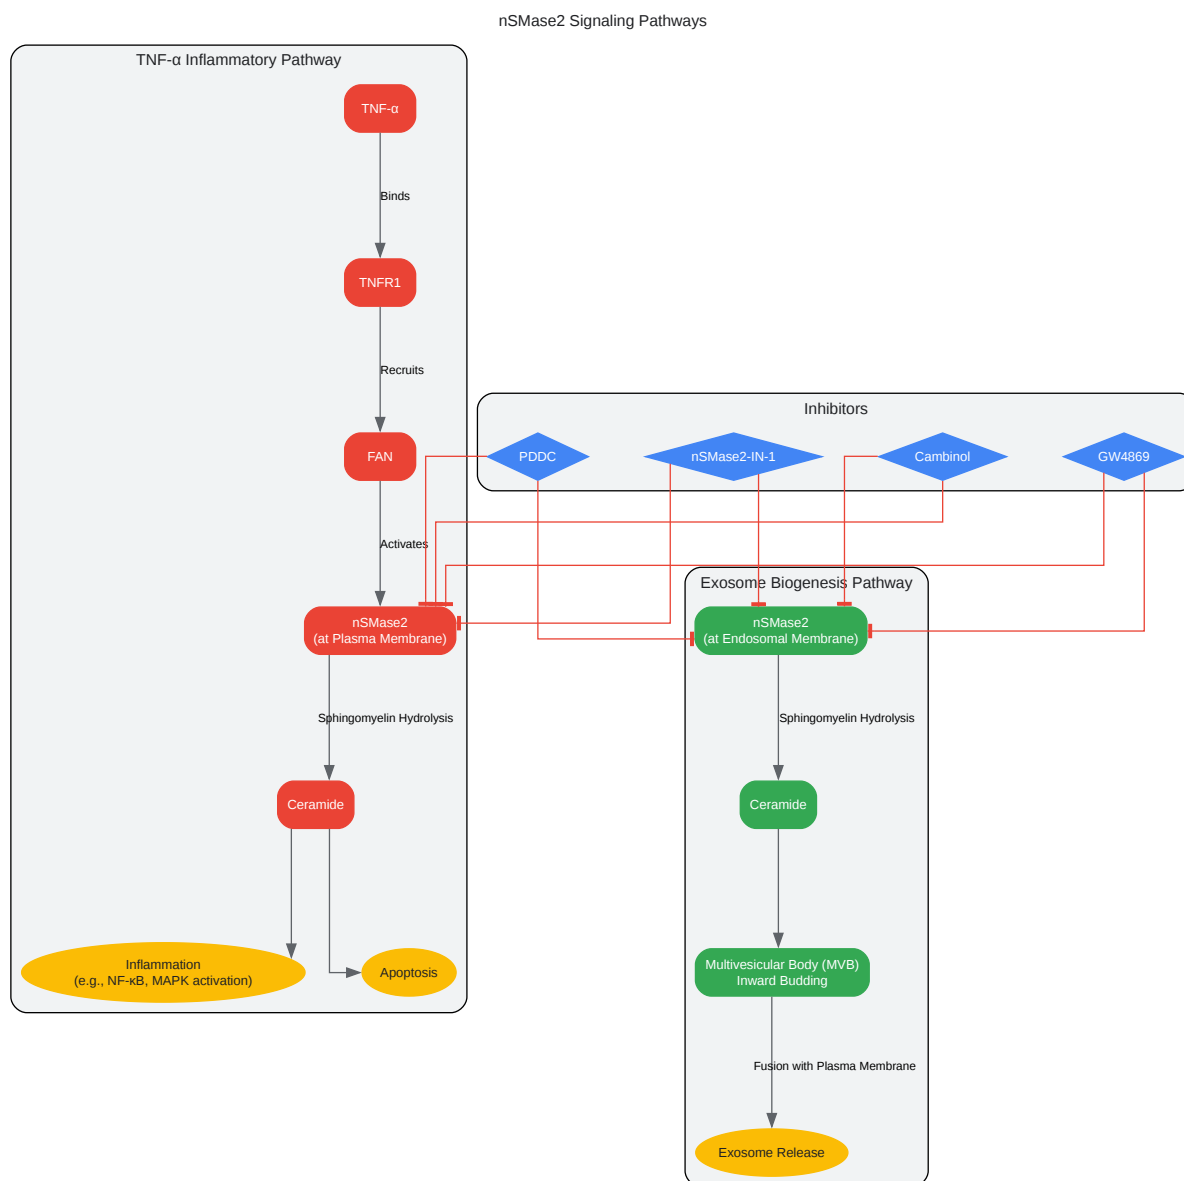 nSMase2 Signaling Pathways
TNF-α Inflammatory Pathway
TNF-α
Binds
TNFR1
Recruits
FAN
Activates
nSMase2
(at Plasma Membrane)
Sphingomyelin Hydrolysis
Ceramide
Inflammation
(e.g., NF-κB, MAPK activation)
Apoptosis
Inhibitors
PDDC
nSMase2-IN-1
Cambinol
GW4869
Exosome Biogenesis Pathway
nSMase2
(at Endosomal Membrane)
Sphingomyelin Hydrolysis
Ceramide
Multivesicular Body (MVB)
Inward Budding
Fusion with Plasma Membrane
Exosome Release